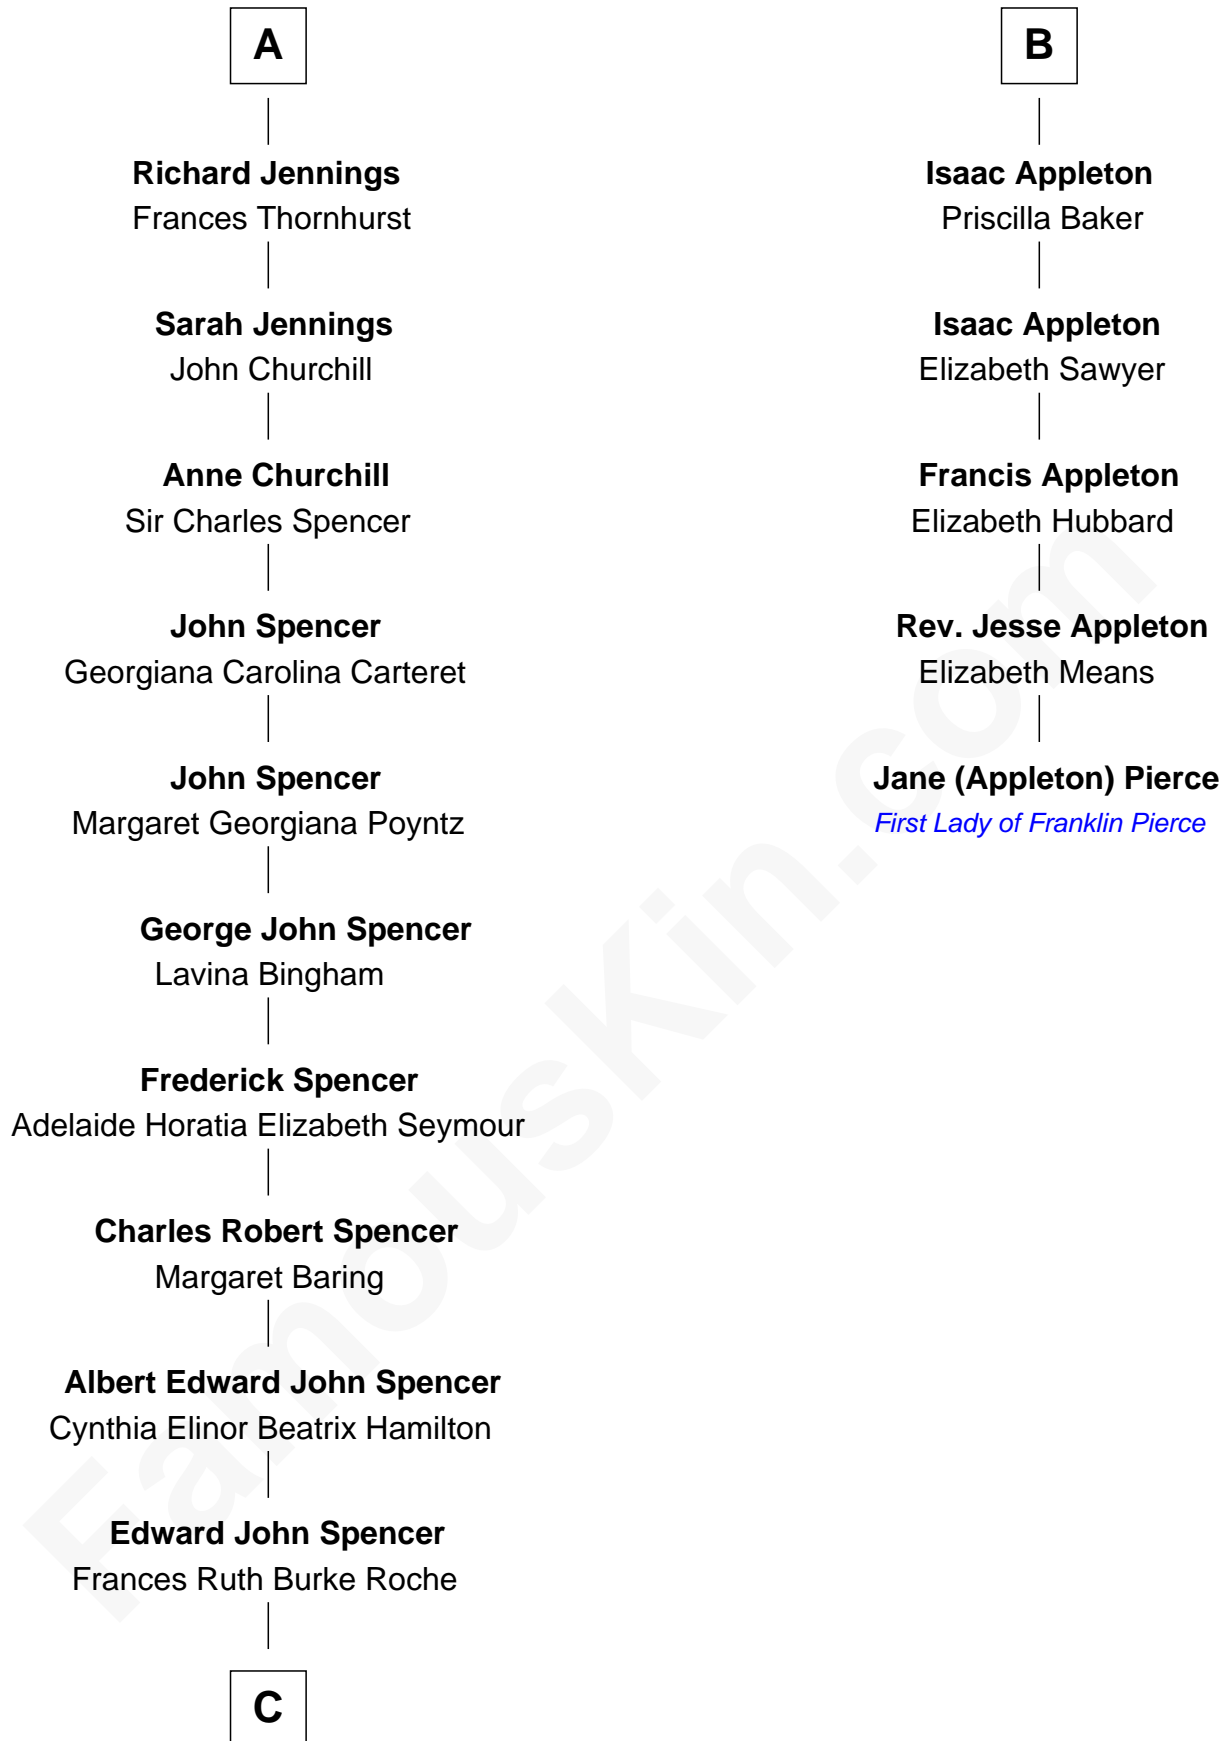 A
Richard Jennings
Frances Thornhurst
Sarah Jennings
John Churchill
Anne Churchill
Sir Charles Spencer
John Spencer
Georgiana Carolina Carteret
John Spencer
Margaret Georgiana Poyntz
George John Spencer
Lavina Bingham
Frederick Spencer
Adelaide Horatia Elizabeth Seymour
Charles Robert Spencer
Margaret Baring
Albert Edward John Spencer
Cynthia Elinor Beatrix Hamilton
Edward John Spencer
Frances Ruth Burke Roche
C
B
Isaac Appleton
Priscilla Baker
Isaac Appleton
Elizabeth Sawyer
Francis Appleton
Elizabeth Hubbard
Rev. Jesse Appleton
Elizabeth Means
Jane (Appleton) Pierce
First Lady of Franklin Pierce
FamousKin.com